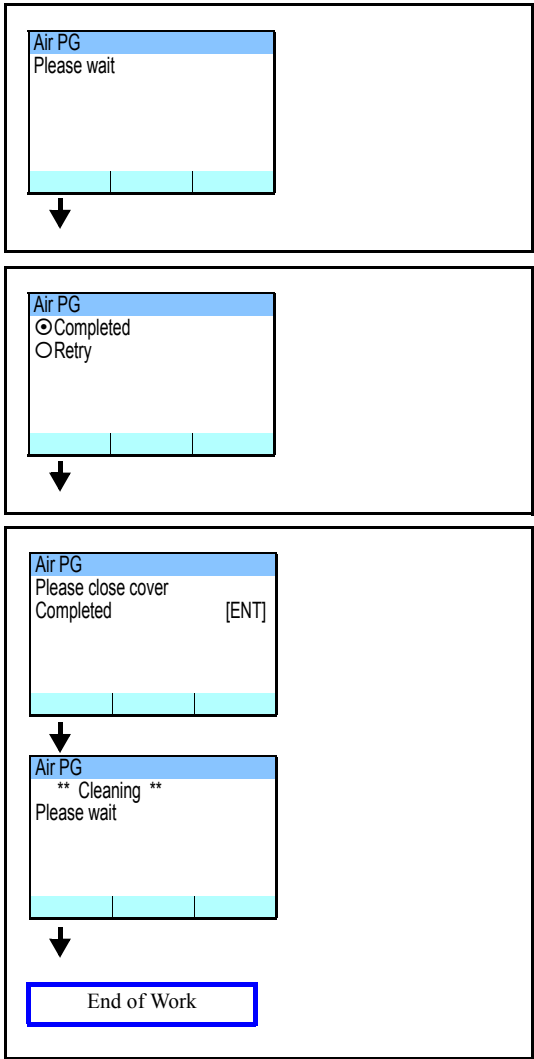 Air PG
Please wait
Air PG
Completed
Retry
Air PG
Please close cover
Completed [ENT]
Air PG
** Cleaning **
Please wait
End of Work